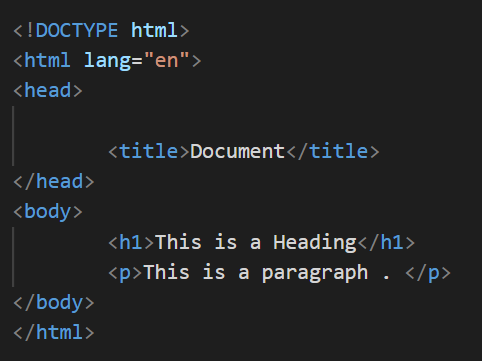 <!DOCTYPE html>
<html lang="en">
<head>
<title>Document</title>
</head>
<body>
<h1>This is a Heading</h1>
<p>This is a paragraph . </p>
</body>
</html>